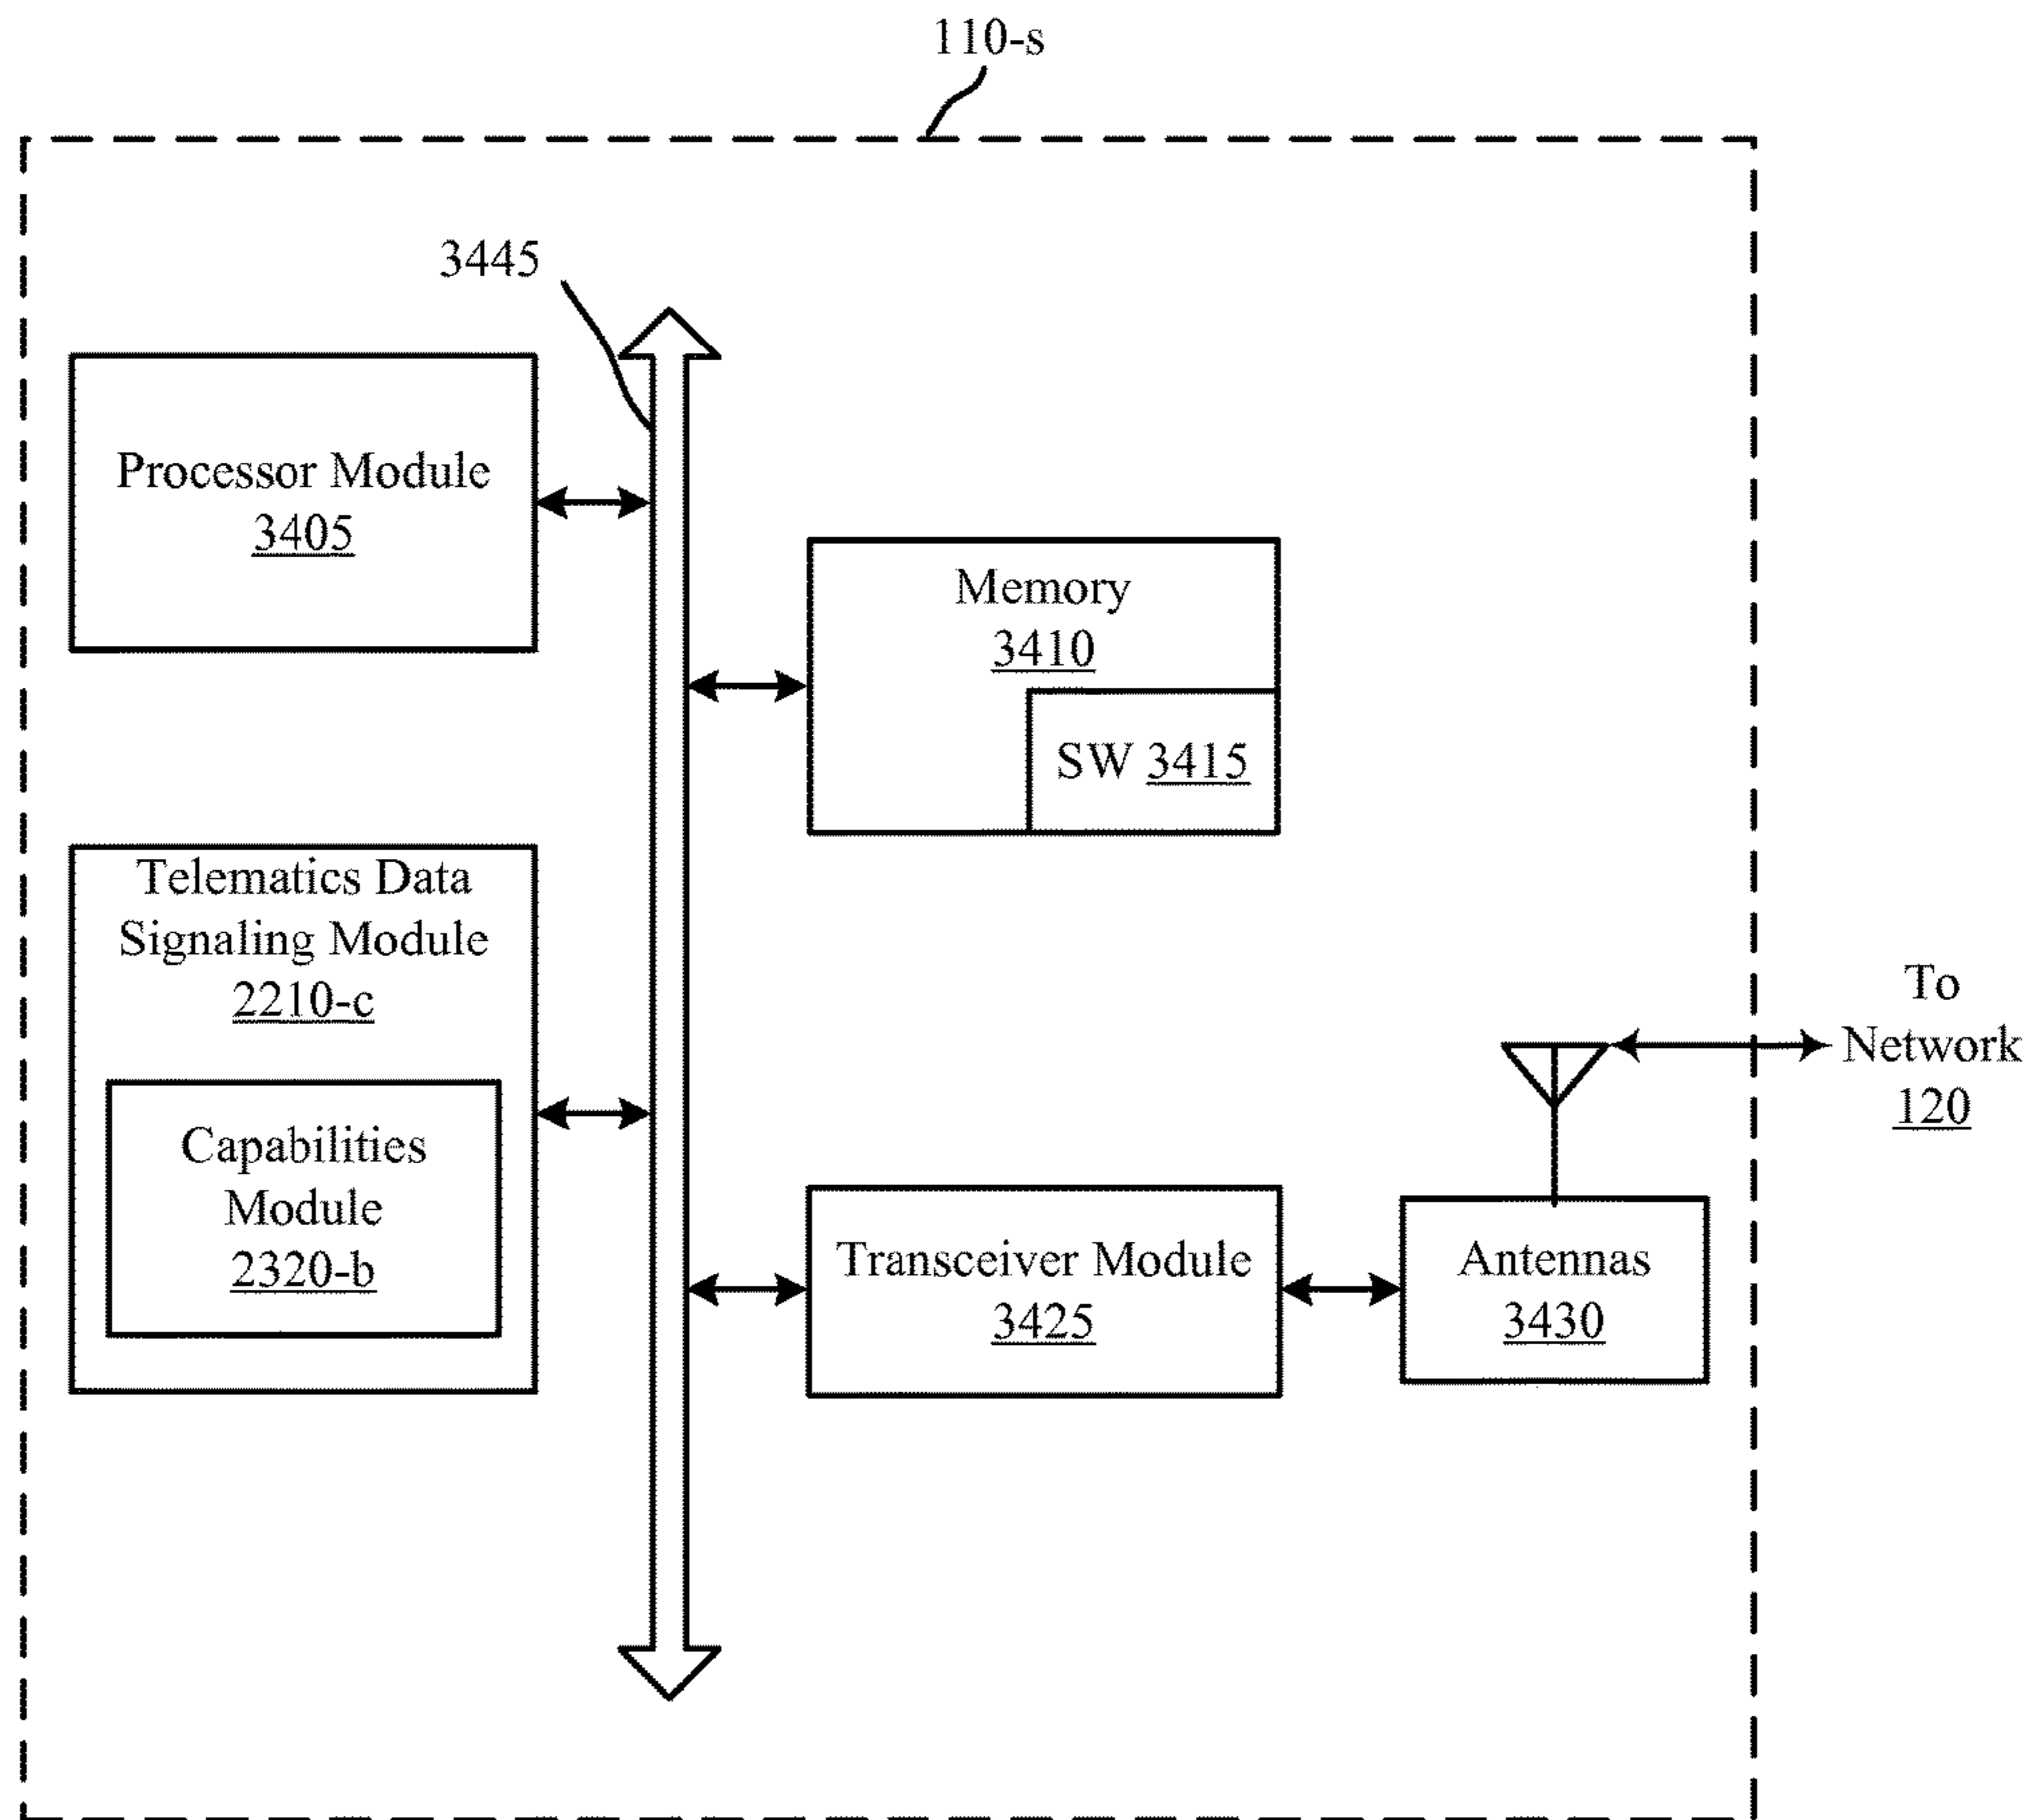 110-s
3445
Processor Module
3405
Memory
3410
SW 3415
Telematics Data
Signaling Module
2210-c
Capabilities
Module
2320-b
Transceiver Module
3425
Antennas
3430
To
Network
120